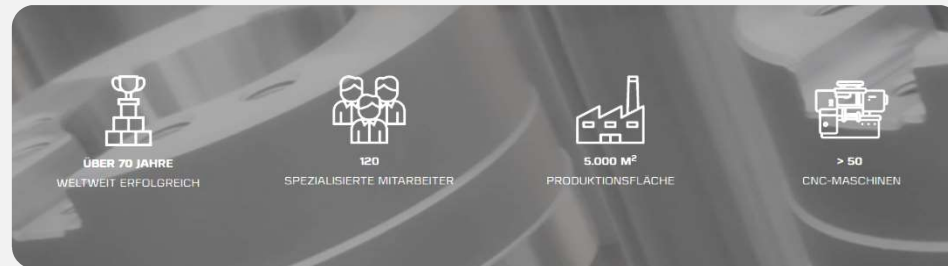 ÜBER 70 JAHRE
WELTWEIT ERFOLGREICH
120
SPEZIALISIERTE MITARBEITER
5.000 M²
PRODUKTIONSFLÄCHE
> 50
CNC-MASCHINEN